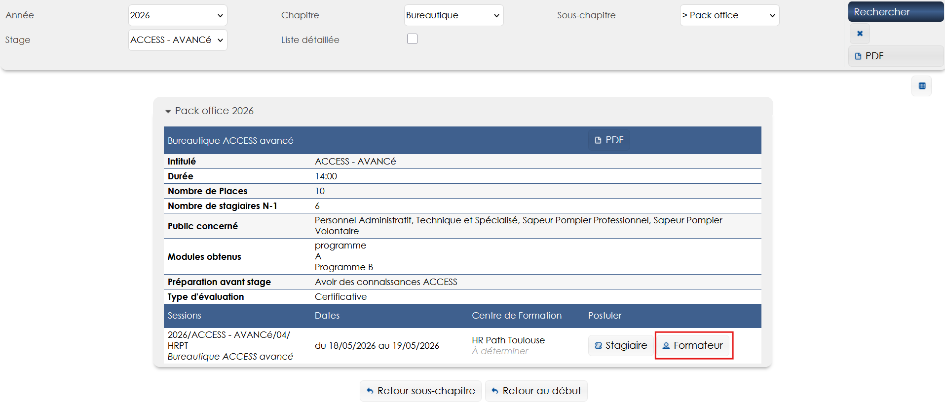 Année 2026 Chapitre Bureautique Sous-chapitre > Pack office Rechercher
Stage ACCESS - AVANCé Liste détaillée
PDF
Pack office 2026
Bureautique ACCESS avancé PDF
Intitulé ACCESS - AVANCé
Durée 14:00
Nombre de Places 10
Nombre de stagiaires N-1 6
Public concerné Personnel Administratif, Technique et Spécialisé, Sapeur Pompier Professionnel, Sapeur Pompier
Volontaire
Modules obtenus programme
A
Programme B
Préparation avant stage Avoir des connaissances ACCESS
Type d'évaluation Certificative
Sessions Dates Centre de Formation Postuler
2026/ACCESS - AVANCé/04/
HRPT
Bureautique ACCESS avancé
du 18/05/2026 au 19/05/2026
HR Path Toulouse
À déterminer
Stagiaire Formateur
Retour sous-chapitre Retour au début